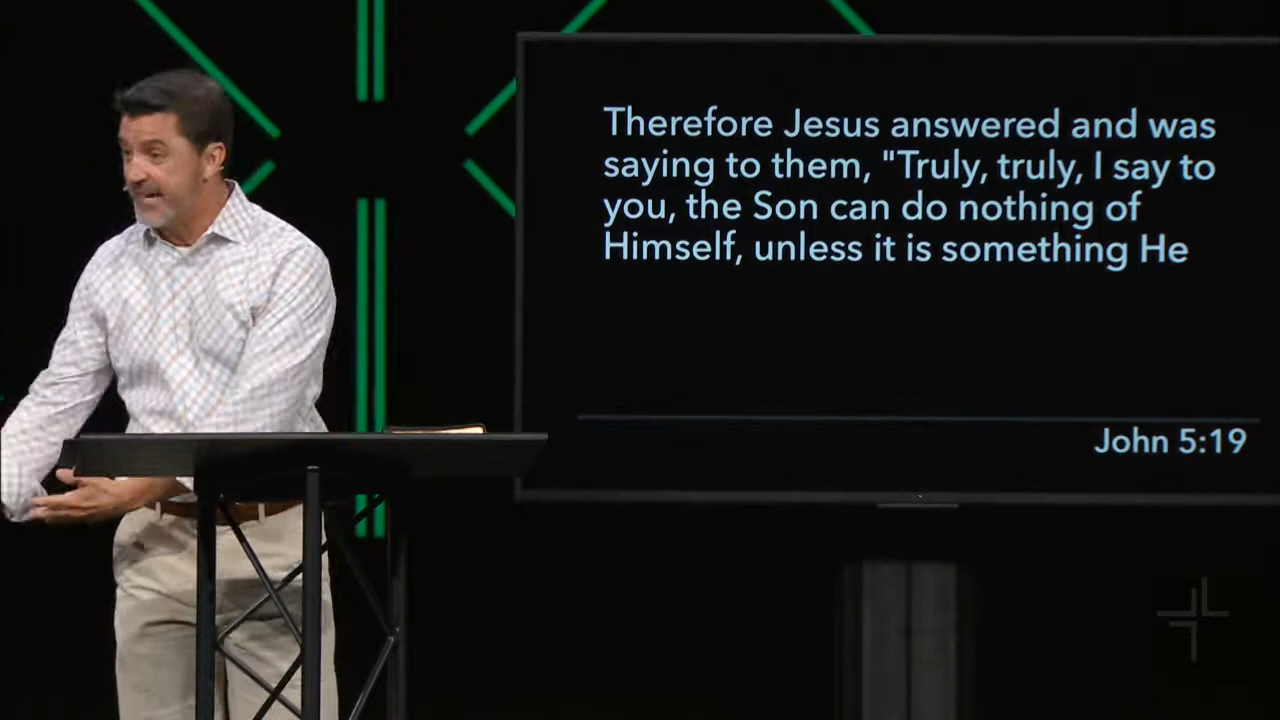 Therefore Jesus answered and was
saying to them, "Truly, truly, I say to
you, the Son can do nothing of
Himself, unless it is something He
John 5:19